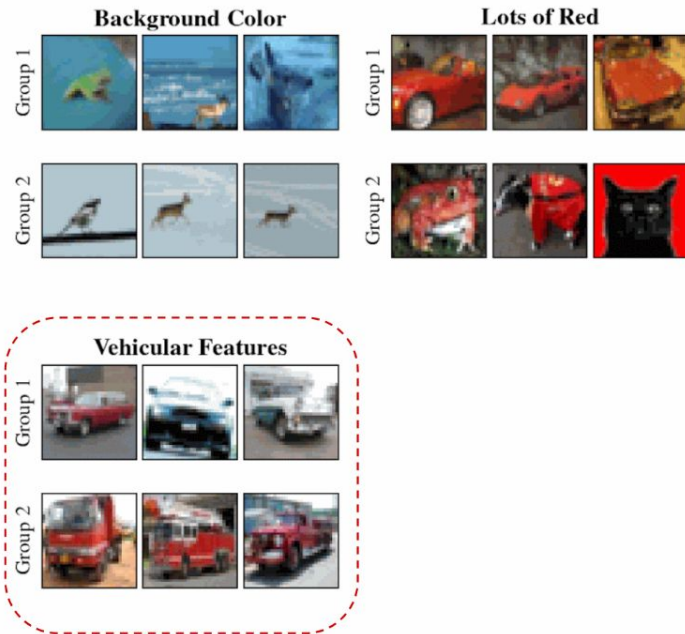 Background Color
Group 1
Group 2
Lots of Red
Group 1
Group 2
Vehicular Features
Group 1
Group 2